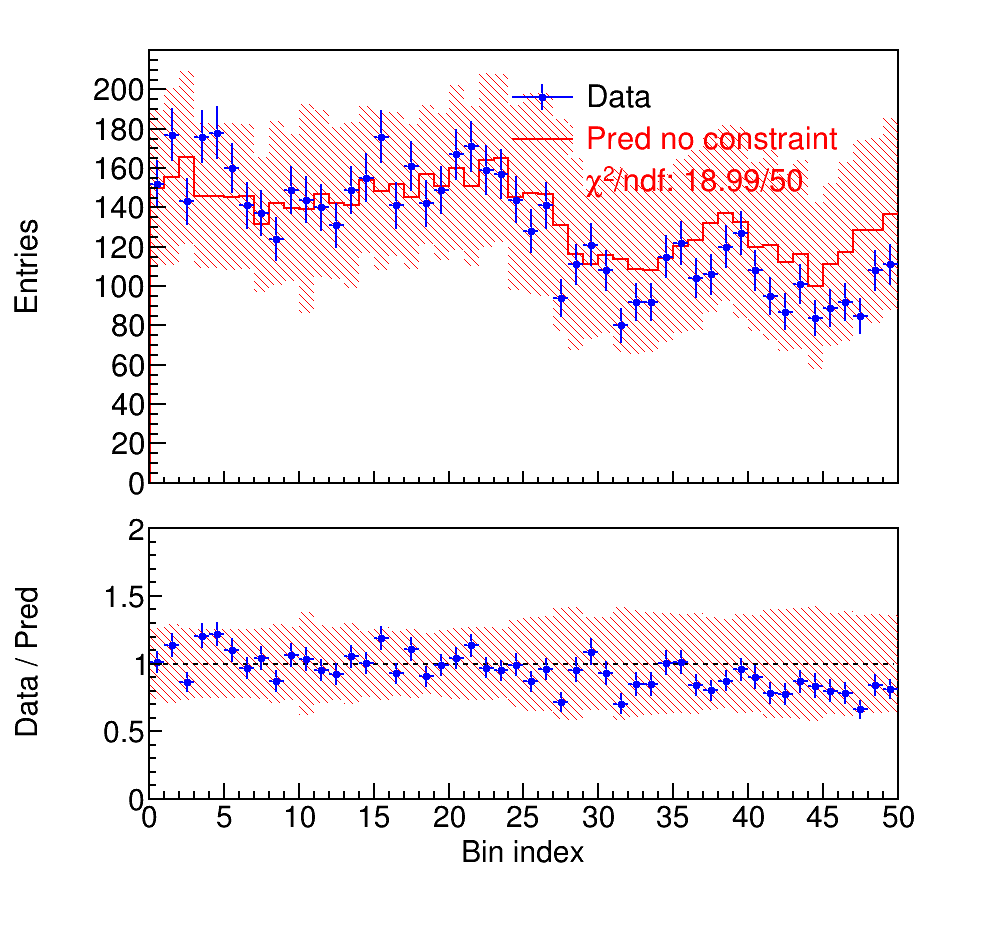 200
180
160
140
120
100
80
60
40
20
0
Entries
Data
Pred no constraint
χ²/ndf: 18.99/50
2
1.5
1
0.5
0
Data / Pred
0 5 10 15 20 25 30 35 40 45 50
Bin index